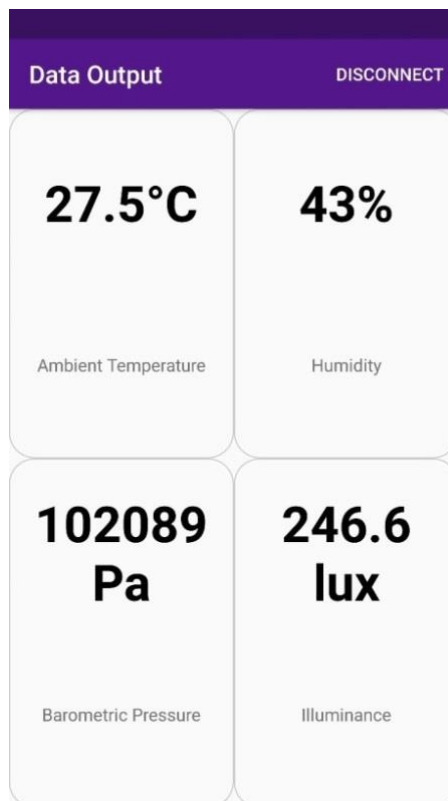 Data Output
DISCONNECT
27.5°C
43%
Ambient Temperature
Humidity
102089
Pa
246.6
lux
Barometric Pressure
Illuminance